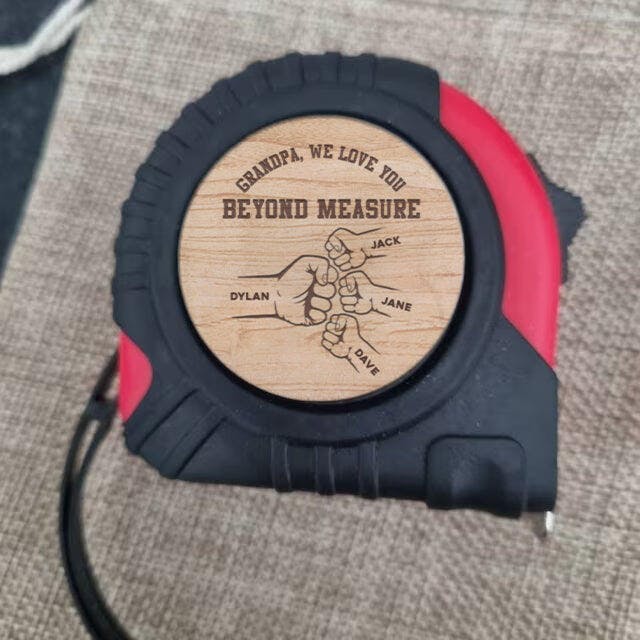 GRANDPA, WE LOVE YOU
BEYOND MEASURE
JACK
DYLAN
JANE
DAVE